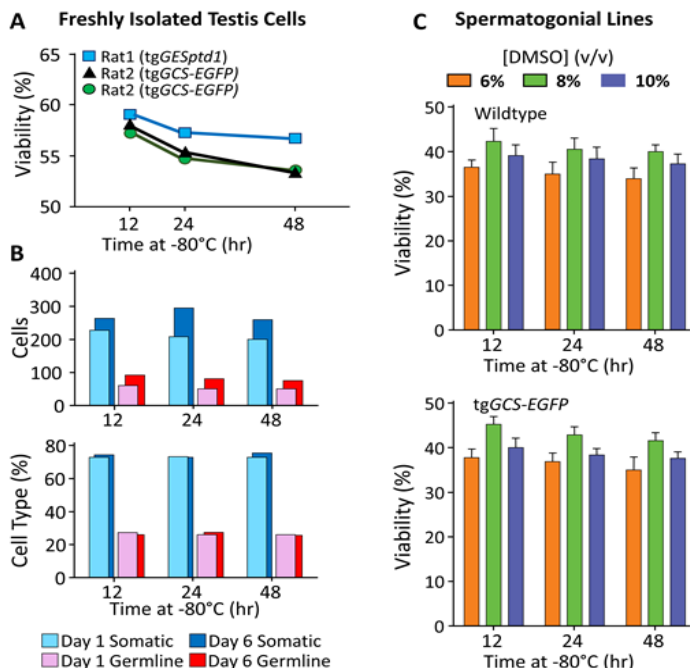 A Freshly Isolated Testis Cells
Rat1 (tgGESptd1)
Rat2 (tgGCS-EGFP)
Rat2 (tgGCS-EGFP)
Viability (%)
65
60
55
50
12 24 48
Time at -80°C (hr)
B
Cells
400
300
200
100
0
12 24 48
Cell Type (%)
80
60
40
20
0
12 24 48
Time at -80°C (hr)
Day 1 Somatic Day 6 Somatic
Day 1 Germline Day 6 Germline
C Spermatogonial Lines
[DMSO] (v/v)
6% 8% 10%
Wildtype
Viability (%)
50
40
30
20
10
0
12 24 48
Time at -80°C (hr)
tgGCS-EGFP
Viability (%)
50
40
30
20
10
0
12 24 48
Time at -80°C (hr)